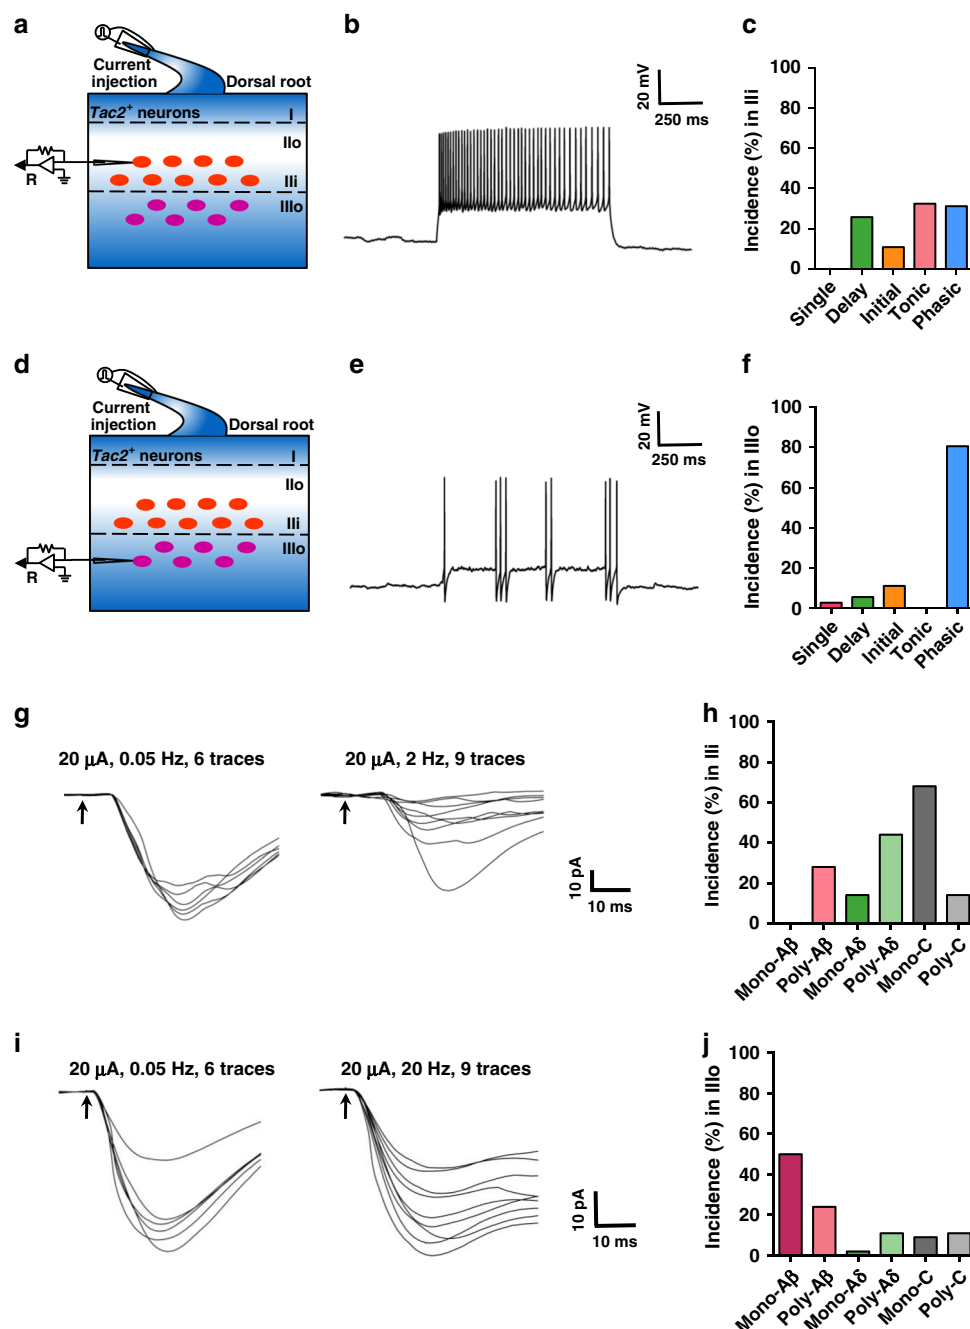 a
Current
injection
Dorsal root
Tac2+ neurons
I
IIo
IIi
IIIo
R
b
20 mV
250 ms
c
Incidence (%) in IIi
100
80
60
40
20
0
Single
Delay
Initial
Tonic
Phasic
d
Current
injection
Dorsal root
Tac2+ neurons
I
IIo
IIi
IIIo
R
e
20 mV
250 ms
f
Incidence (%) in IIIo
100
80
60
40
20
0
Single
Delay
Initial
Tonic
Phasic
g
20 μA, 0.05 Hz, 6 traces
20 μA, 2 Hz, 9 traces
10 pA
10 ms
h
Incidence (%) in IIi
100
80
60
40
20
0
Mono-Aβ
Poly-Aβ
Mono-Aδ
Poly-Aδ
Mono-C
Poly-C
i
20 μA, 0.05 Hz, 6 traces
20 μA, 20 Hz, 9 traces
10 pA
10 ms
j
Incidence (%) in IIIo
100
80
60
40
20
0
Mono-Aβ
Poly-Aβ
Mono-Aδ
Poly-Aδ
Mono-C
Poly-C